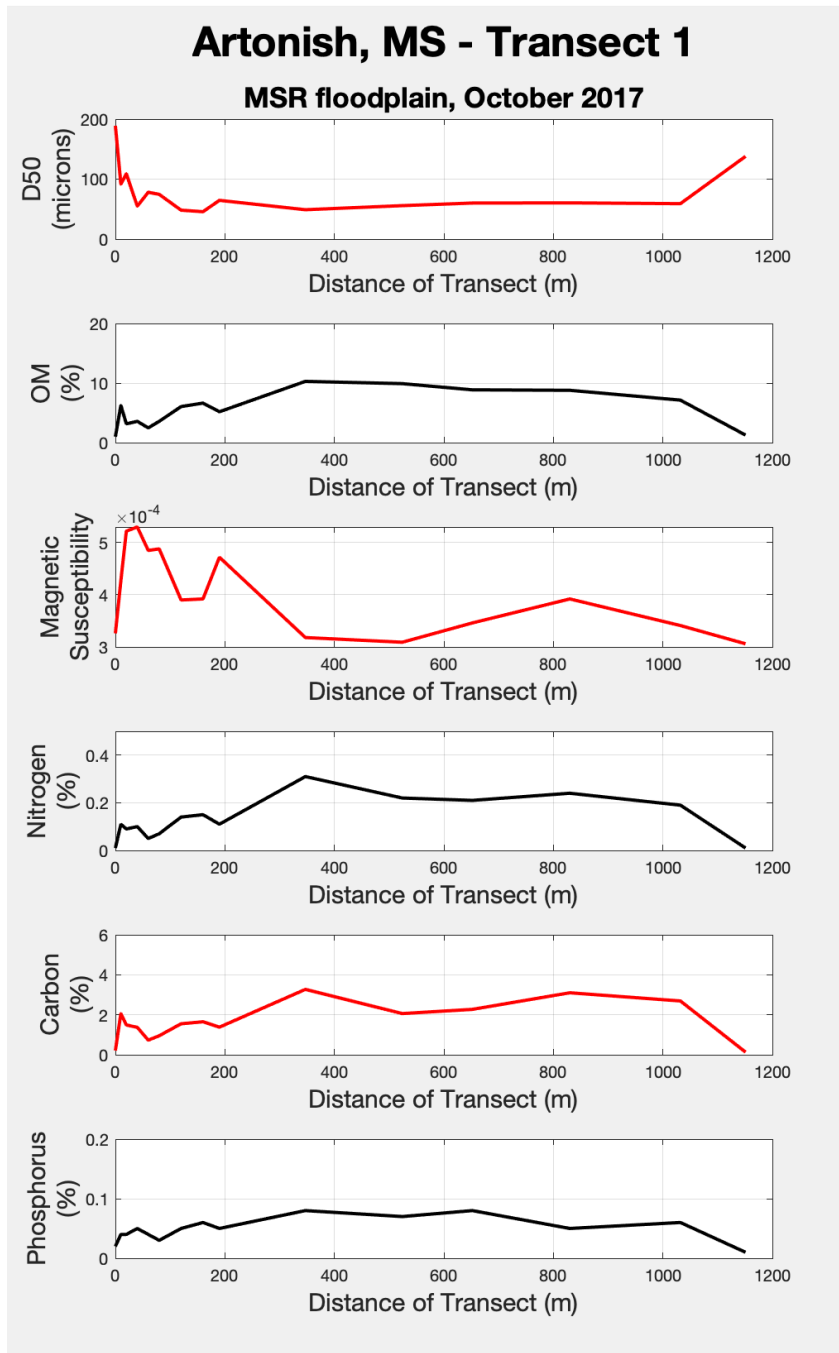 Artonish, MS - Transect 1
MSR floodplain, October 2017
D50
(microns)
200
100
0
0 200 400 600 800 1000 1200
Distance of Transect (m)
OM
(%)
20
10
0
0 200 400 600 800 1000 1200
Distance of Transect (m)
×10-4
Magnetic
Susceptibility
5
4
3
0 200 400 600 800 1000 1200
Distance of Transect (m)
Nitrogen
(%)
0.4
0.2
0
0 200 400 600 800 1000 1200
Distance of Transect (m)
Carbon
(%)
6
4
2
0
0 200 400 600 800 1000 1200
Distance of Transect (m)
Phosphorus
(%)
0.2
0.1
0
0 200 400 600 800 1000 1200
Distance of Transect (m)